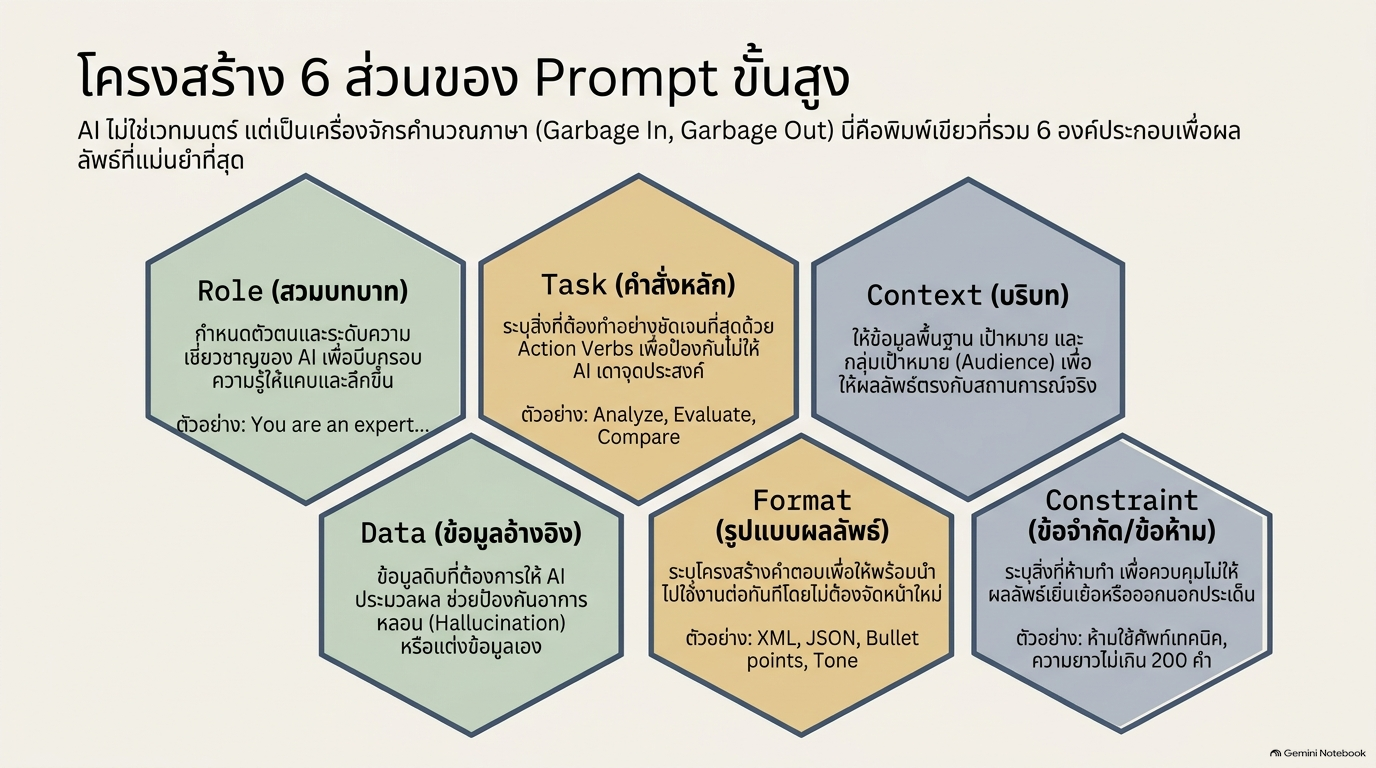 โครงสร้าง 6 ส่วนของ Prompt ขั้นสูง
AI ไม่ใช่เวทมนตร์ แต่เป็นเครื่องจักรคำนวณภาษา (Garbage In, Garbage Out) นี่คือพิมพ์เขียวที่รวม 6 องค์ประกอบเพื่อผล
ลัพธ์ที่แม่นยำที่สุด
Role (สวมบทบาท)
กำหนดตัวตนและระดับความ
เชี่ยวชาญของ AI เพื่อบีบกรอบ
ความรู้ให้แคบและลึกขึ้น
ตัวอย่าง: You are an expert...
Task (คำสั่งหลัก)
ระบุสิ่งที่ต้องทำอย่างชัดเจนที่สุดด้วย
Action Verbs เพื่อป้องกันไม่ให้
AI เดาจุดประสงค์
ตัวอย่าง: Analyze, Evaluate,
Compare
Context (บริบท)
ให้ข้อมูลพื้นฐาน เป้าหมาย และ
กลุ่มเป้าหมาย (Audience) เพื่อ
ให้ผลลัพธ์ตรงกับสถานการณ์จริง
Data (ข้อมูลอ้างอิง)
ข้อมูลดิบที่ต้องการให้ AI
ประมวลผล ช่วยป้องกันอาการ
หลอน (Hallucination)
หรือแต่งข้อมูลเอง
Format
(รูปแบบผลลัพธ์)
ระบุโครงสร้างคำตอบเพื่อให้พร้อมนำ
ไปใช้งานต่อทันทีโดยไม่ต้องจัดหน้าใหม่
ตัวอย่าง: XML, JSON, Bullet
points, Tone
Constraint
(ข้อจำกัด/ข้อห้าม)
ระบุสิ่งที่ห้ามทำ เพื่อควบคุมไม่ให้
ผลลัพธ์เยิ่นเย้อหรือออกนอกประเด็น
ตัวอย่าง: ห้ามใช้ศัพท์เทคนิค,
ความยาวไม่เกิน 200 คำ
Gemini Notebook